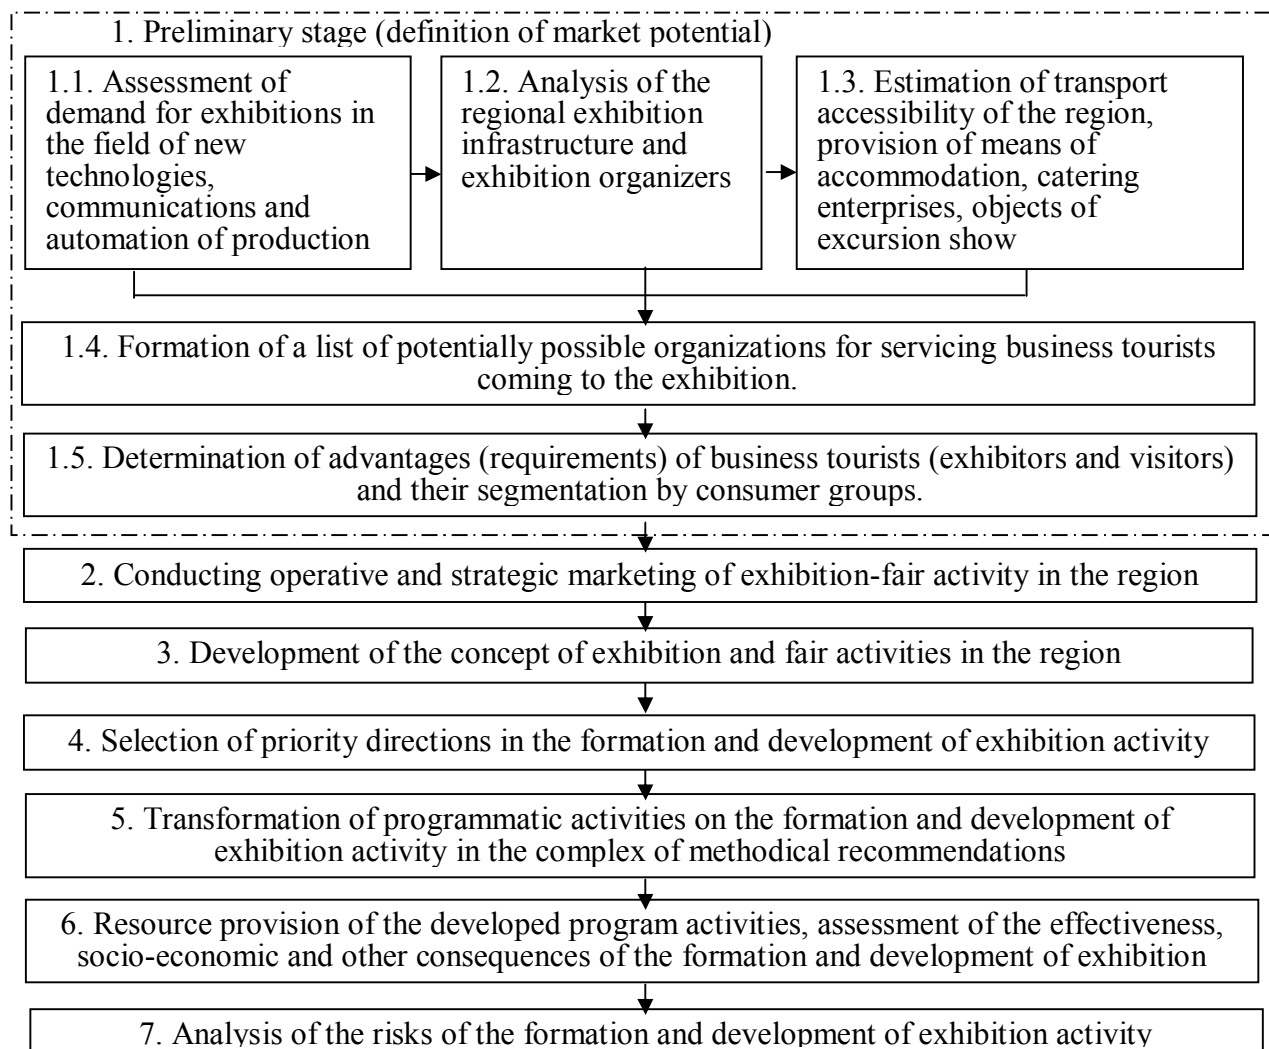 1. Preliminary stage (definition of market potential)
1.1. Assessment of
demand for exhibitions in
the field of new
technologies,
communications and
automation of production
1.2. Analysis of the
regional exhibition
infrastructure and
exhibition organizers
1.3. Estimation of transport
accessibility of the region,
provision of means of
accommodation, catering
enterprises, objects of
excursion show
1.4. Formation of a list of potentially possible organizations for servicing business tourists
coming to the exhibition.
1.5. Determination of advantages (requirements) of business tourists (exhibitors and visitors)
and their segmentation by consumer groups.
2. Conducting operative and strategic marketing of exhibition-fair activity in the region
3. Development of the concept of exhibition and fair activities in the region
4. Selection of priority directions in the formation and development of exhibition activity
5. Transformation of programmatic activities on the formation and development of
exhibition activity in the complex of methodical recommendations
6. Resource provision of the developed program activities, assessment of the effectiveness,
socio-economic and other consequences of the formation and development of exhibition
7. Analysis of the risks of the formation and development of exhibition activity